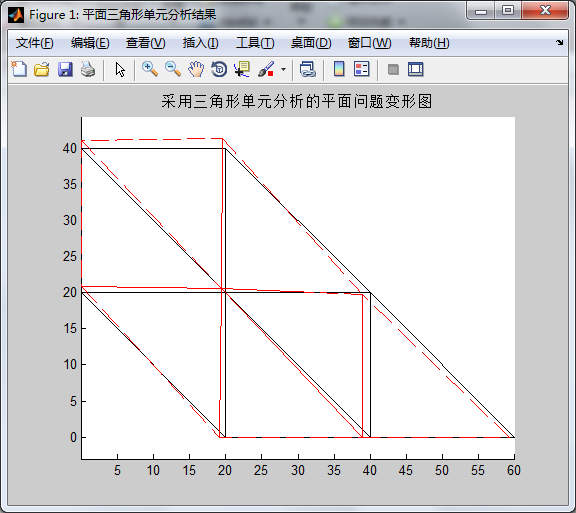 Figure 1: 平面三角形单元分析结果
文件(F) 编辑(E) 查看(V) 插入(I) 工具(T) 桌面(D) 窗口(W) 帮助(H)
采用三角形单元分析的平面问题变形图
40
35
30
25
20
15
10
5
0
5 10 15 20 25 30 35 40 45 50 55 60